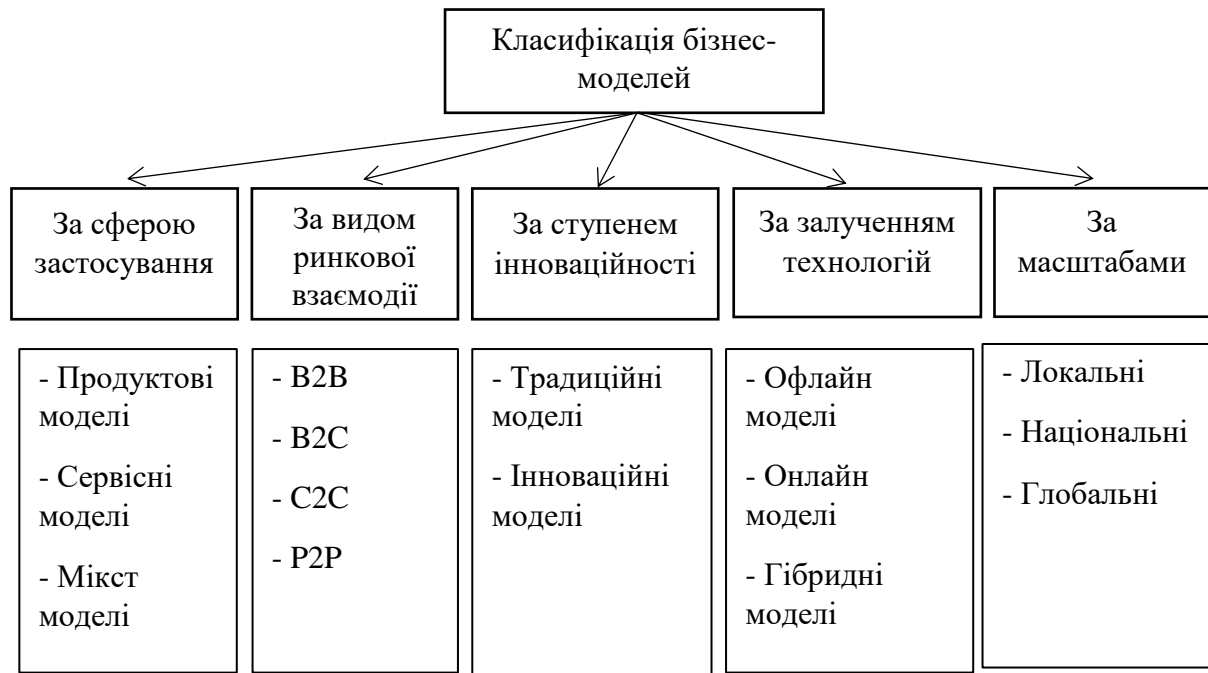 Класифікація бізнес-
моделей
За сферою
застосування
За видом
ринкової
взаємодії
За ступенем
інноваційності
За залученням
технологій
За
масштабами
- Продуктові
моделі
- Сервісні
моделі
- Мікст
моделі
- B2B
- B2C
- C2C
- P2P
- Традиційні
моделі
- Інноваційні
моделі
- Офлайн
моделі
- Онлайн
моделі
- Гібридні
моделі
- Локальні
- Національні
- Глобальні